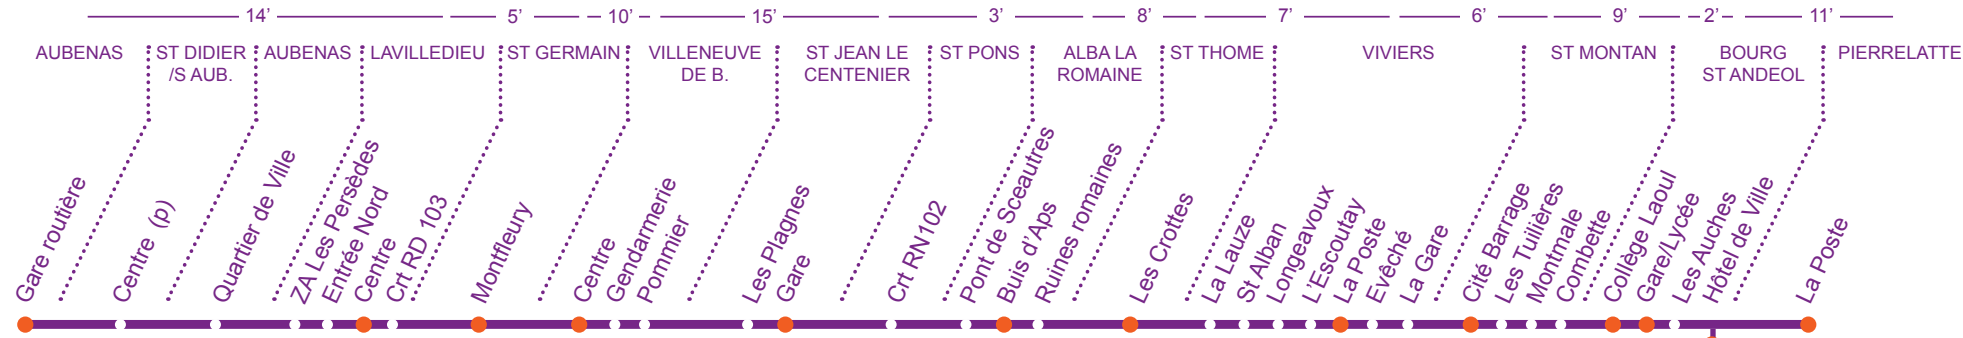 14’ 5’ 10’ 15’ 3’ 8’ 7’ 6’ 9’ 2’ 11’
AUBENAS
ST DIDIER
/S AUB.
AUBENAS
LAVILLEDIEU
ST GERMAIN
VILLENEUVE
DE B.
ST JEAN LE
CENTENIER
ST PONS
ALBA LA
ROMAINE
ST THOME
VIVIERS
ST MONTAN
BOURG
ST ANDEOL
PIERRELATTE
Gare routière
Centre (p)
Quartier de Ville
ZA Les Persèdes
Entrée Nord
Centre
Crt RD 103
Montfleury
Centre
Gendarmerie
Pommier
Les Plagnes
Gare
Crt RN102
Pont de Sceautres
Buis d’Aps
Ruines romaines
Les Crottes
La Lauze
St Alban
Longeavoux
L’Escoutay
La Poste
Evêché
La Gare
Cité Barrage
Les Tuilières
Montmale
Combette
Collège Laoul
Gare/Lycée
Les Auches
Hôtel de Ville
La Poste